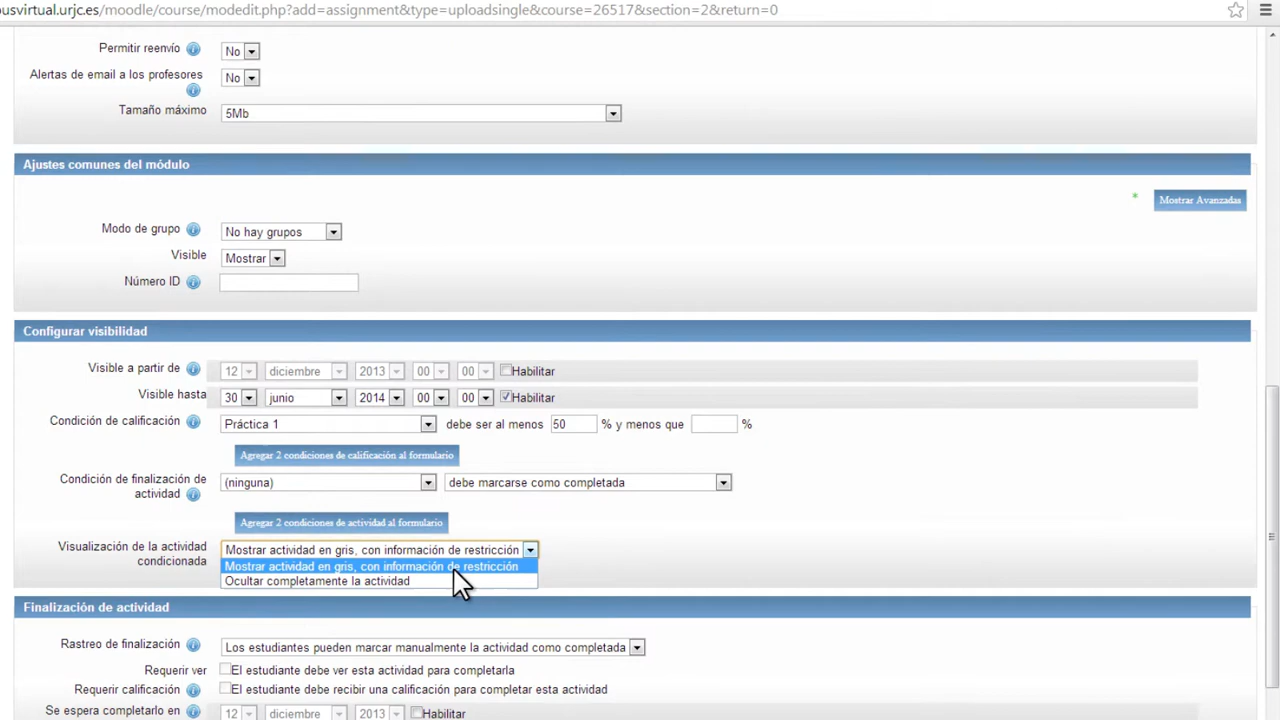 usvirtual.urjc.es/moodle/course/modedit.php?add=assignment&type=uploadsingle&course=26517&section=2&return=0
Permitir reenvío No
Alertas de email a los profesores No
Tamaño máximo 5Mb
Ajustes comunes del módulo
* Mostrar Avanzadas
Modo de grupo No hay grupos
Visible Mostrar
Número ID
Configurar visibilidad
Visible a partir de 12 diciembre 2013 00 00 Habilitar
Visible hasta 30 junio 2014 00 00 Habilitar
Condición de calificación Práctica 1 debe ser al menos 50 % y menos que %
Agregar 2 condiciones de calificación al formulario
Condición de finalización de
actividad (ninguna) debe marcarse como completada
Agregar 2 condiciones de actividad al formulario
Visualización de la actividad
condicionada Mostrar actividad en gris, con información de restricción
Mostrar actividad en gris, con información de restricción
Ocultar completamente la actividad
Finalización de actividad
Rastreo de finalización Los estudiantes pueden marcar manualmente la actividad como completada
Requerir ver El estudiante debe ver esta actividad para completarla
Requerir calificación El estudiante debe recibir una calificación para completar esta actividad
Se espera completarlo en 12 diciembre 2013 Habilitar